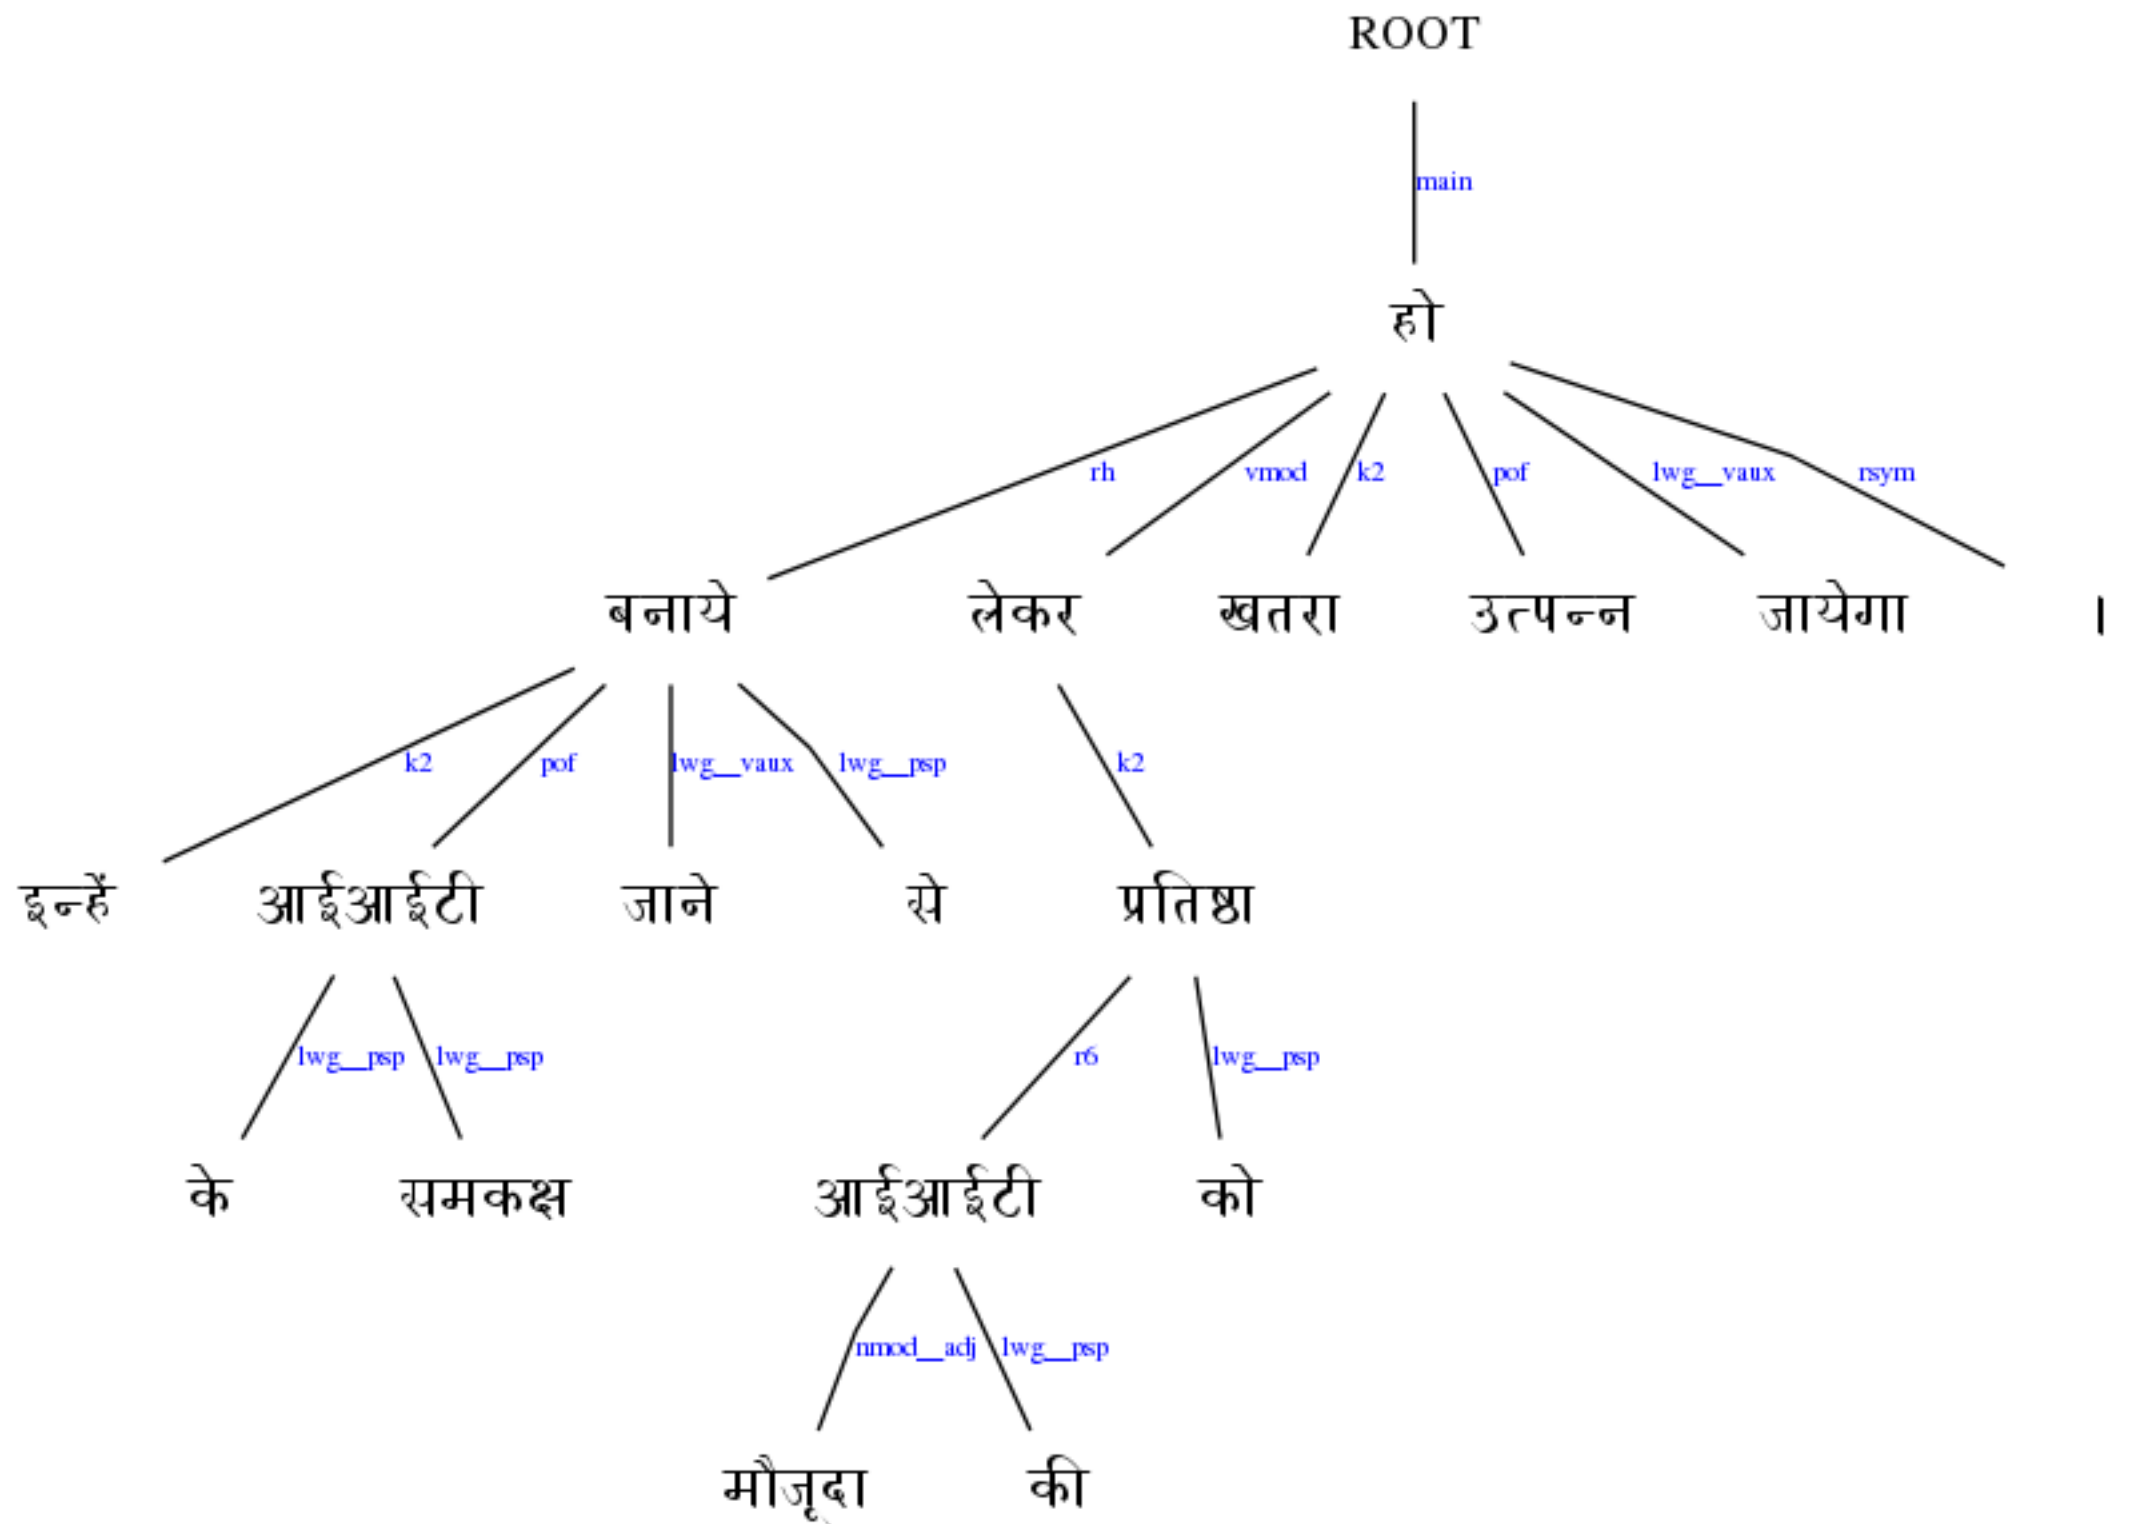 ROOT
main
हो
rh vmod k2 pof lwg__vaux rsym
बनाये लेकर खतरा उत्पन्न जायेगा ।
k2 pof lwg__vaux lwg__psp k2
इन्हें आईआईटी जाने से प्रतिष्ठा
lwg__psp lwg__psp r6 lwg__psp
के समकक्ष आईआईटी को
nmod__adj lwg__psp
मौजूदा की